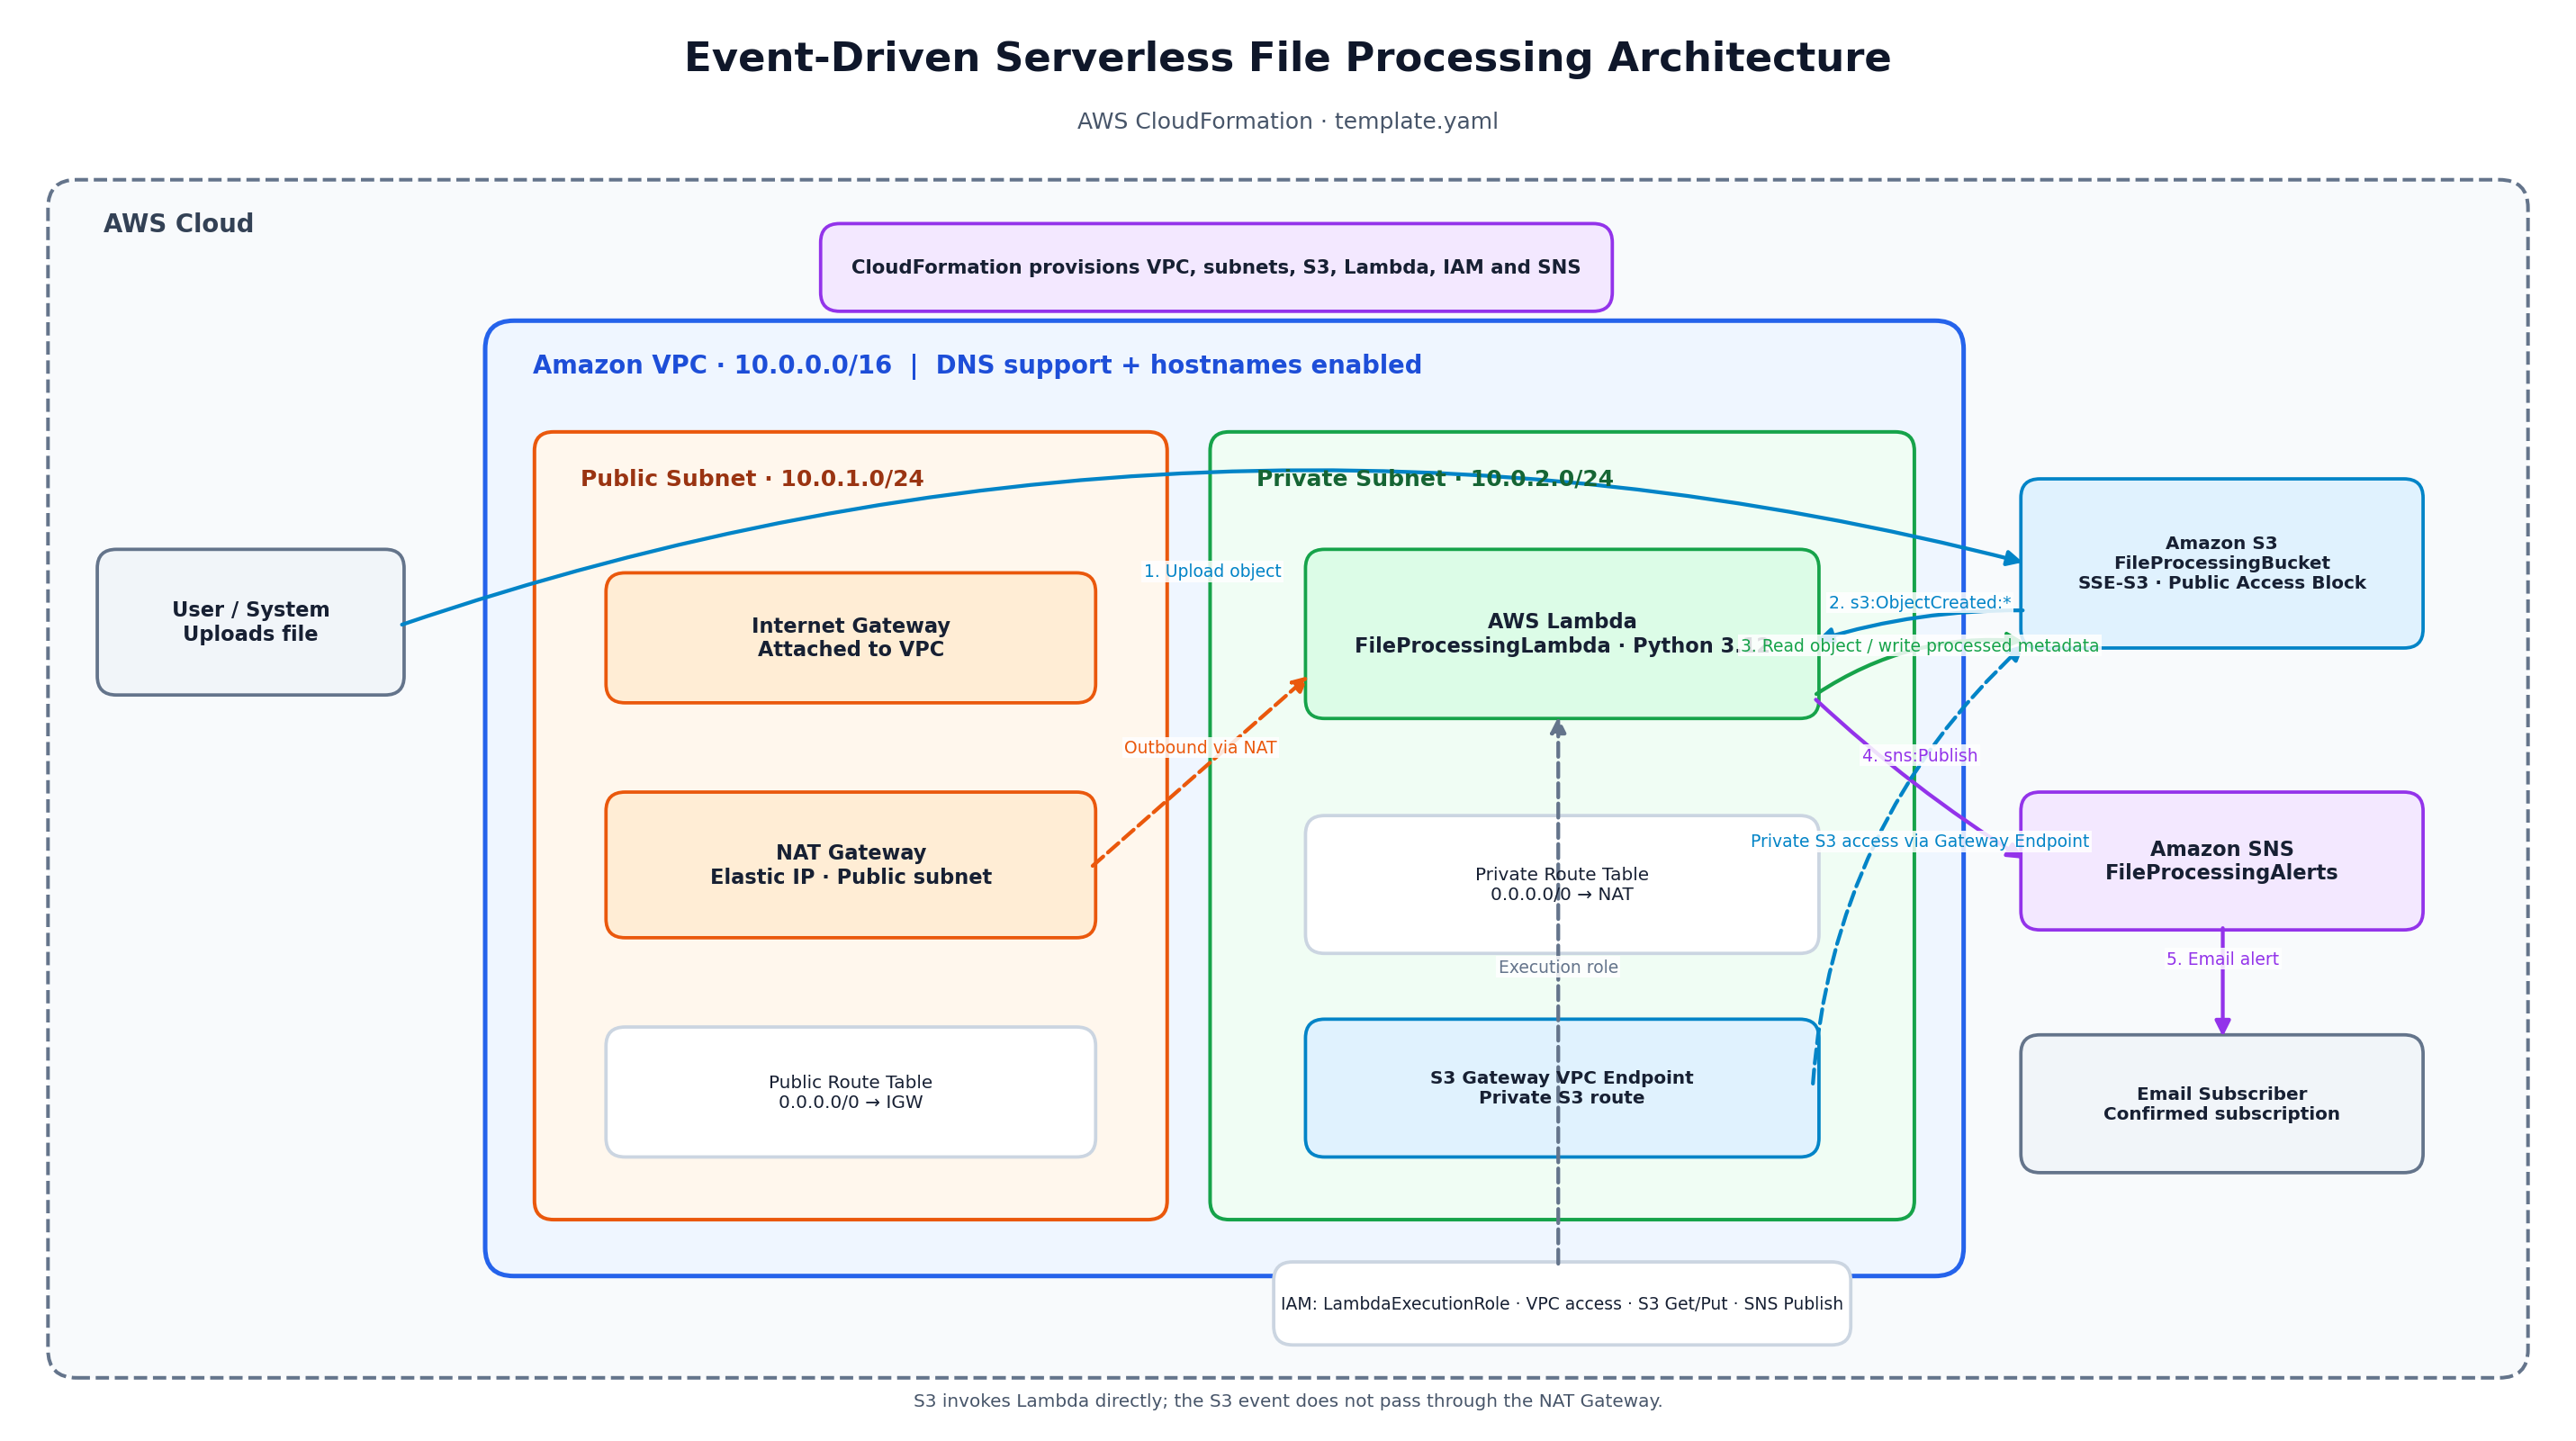 Event-Driven Serverless File Processing Architecture
AWS CloudFormation · template.yaml
AWS Cloud
CloudFormation provisions VPC, subnets, S3, Lambda, IAM and SNS
Amazon VPC · 10.0.0.0/16 | DNS support + hostnames enabled
Public Subnet · 10.0.1.0/24
Private Subnet · 10.0.2.0/24
User / System
Uploads file
1. Upload object
Internet Gateway
Attached to VPC
AWS Lambda
FileProcessingLambda · Python
2. s3:ObjectCreated:*
3. Read object / write processed metadata
Amazon S3
FileProcessingBucket
SSE-S3 · Public Access Block
Outbound via NAT
4. sns:Publish
NAT Gateway
Elastic IP · Public subnet
Private Route Table
0.0.0.0/0 → NAT
Private S3 access via Gateway Endpoint
Amazon SNS
FileProcessingAlerts
Execution role
5. Email alert
Public Route Table
0.0.0.0/0 → IGW
S3 Gateway VPC Endpoint
Private S3 route
Email Subscriber
Confirmed subscription
IAM: LambdaExecutionRole · VPC access · S3 Get/Put · SNS Publish
S3 invokes Lambda directly; the S3 event does not pass through the NAT Gateway.